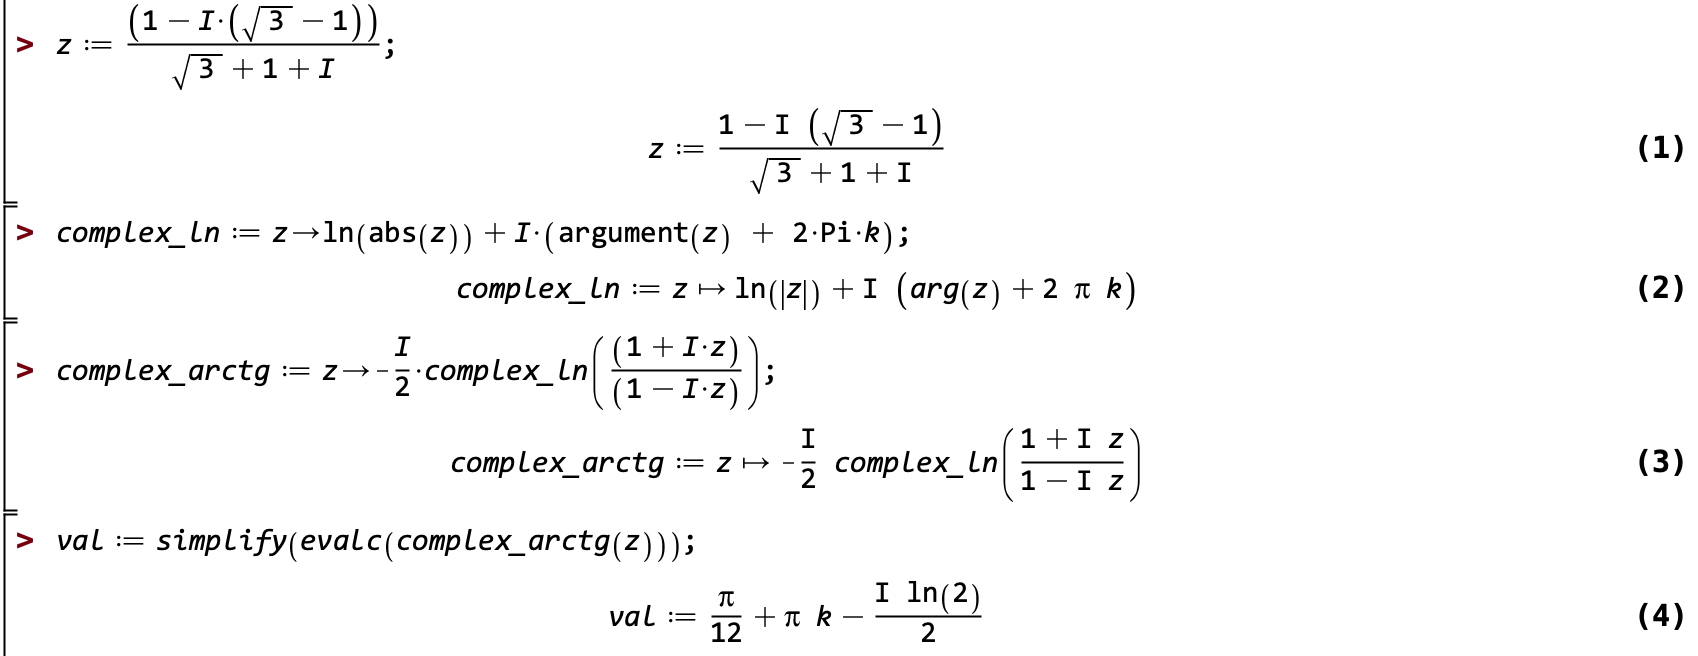 > z := (1 − I·(√3 − 1)) / (√3 + 1 + I);
z := (1 − I (√3 − 1)) / (√3 + 1 + I) (1)
> complex_ln := z→ln(abs(z)) + I·(argument(z) + 2·Pi·k);
complex_ln := z ↦ ln(|z|) + I (arg(z) + 2 π k) (2)
> complex_arctg := z→-I/2·complex_ln((1 + I·z)/(1 − I·z));
complex_arctg := z ↦ -I/2 complex_ln((1 + I z)/(1 − I z)) (3)
> val := simplify(evalc(complex_arctg(z)));
val := π/12 + π k − I ln(2)/2 (4)